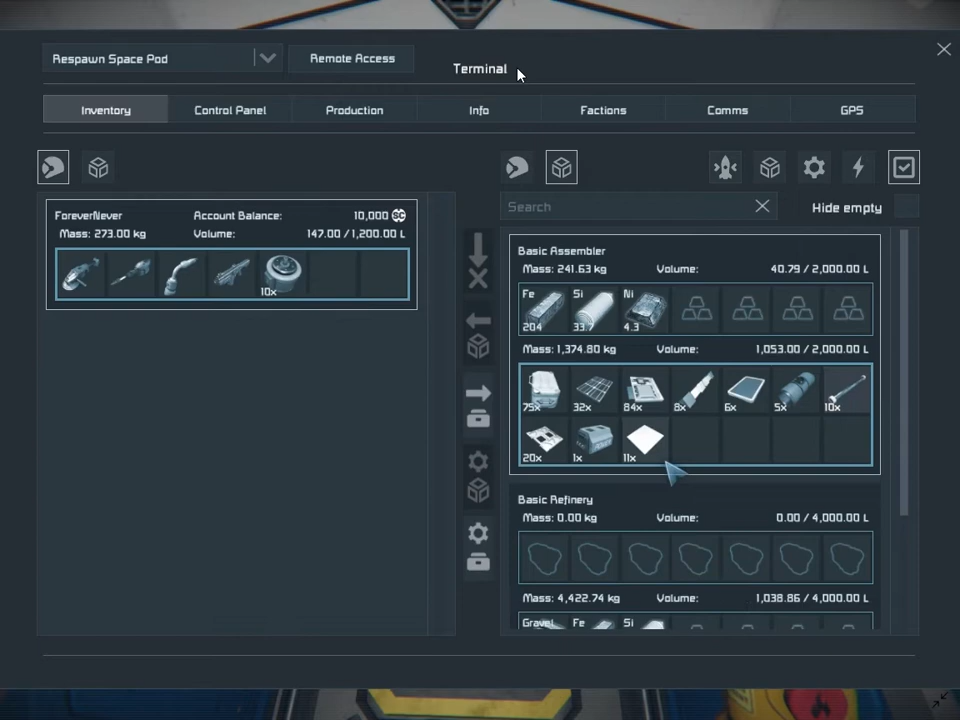 Respawn Space Pod
Remote Access
Terminal
Inventory
Control Panel
Production
Info
Factions
Comms
GPS
Search
Hide empty
ForeverNever
Account Balance:
10,000 SC
Mass: 273.00 kg
Volume:
147.00 / 1,200.00 L
10x
Basic Assembler
Mass: 241.63 kg
Volume:
40.79 / 2,000.00 L
Fe
204
Si
33.7
Ni
4.3
Mass: 1,374.80 kg
Volume:
1,053.00 / 2,000.00 L
75x
32x
84x
8x
6x
5x
10x
20x
1x
11x
Basic Refinery
Mass: 0.00 kg
Volume:
0.00 / 4,000.00 L
Mass: 4,422.74 kg
Volume:
1,038.86 / 4,000.00 L
Gravel
Fe
Si